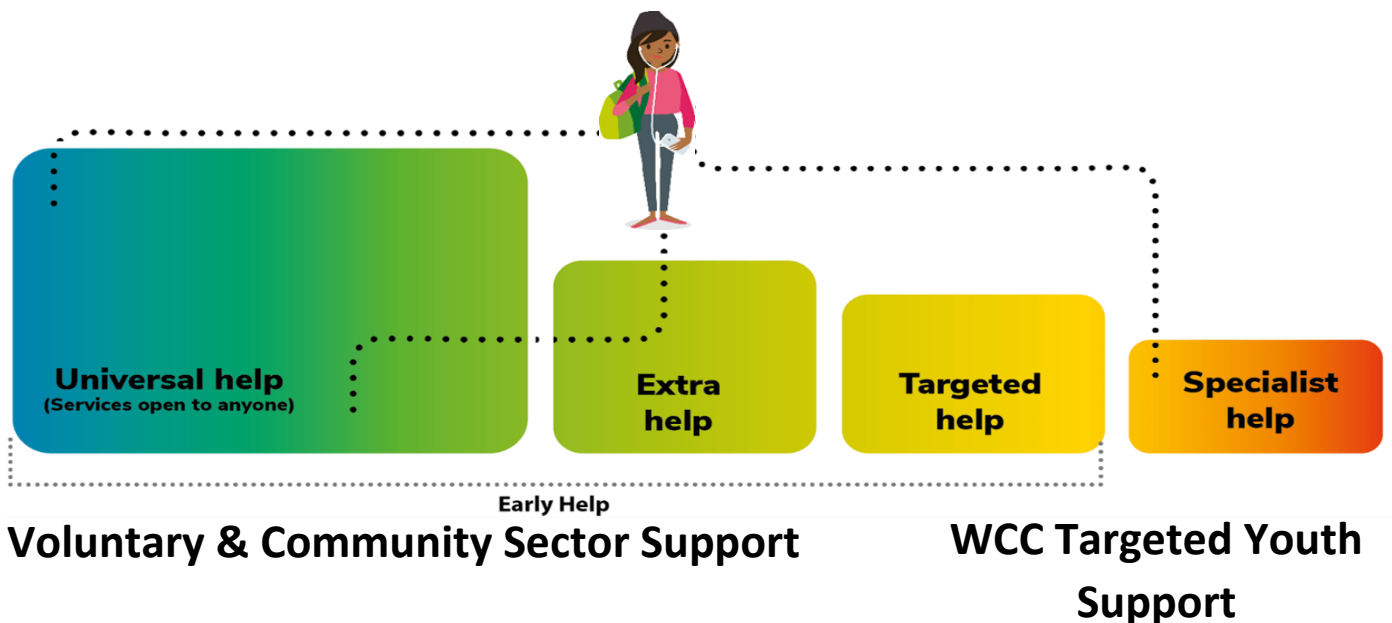 Universal help
(Services open to anyone)
Extra
help
Targeted
help
Specialist
help
Early Help
Voluntary & Community Sector Support
WCC Targeted Youth
Support